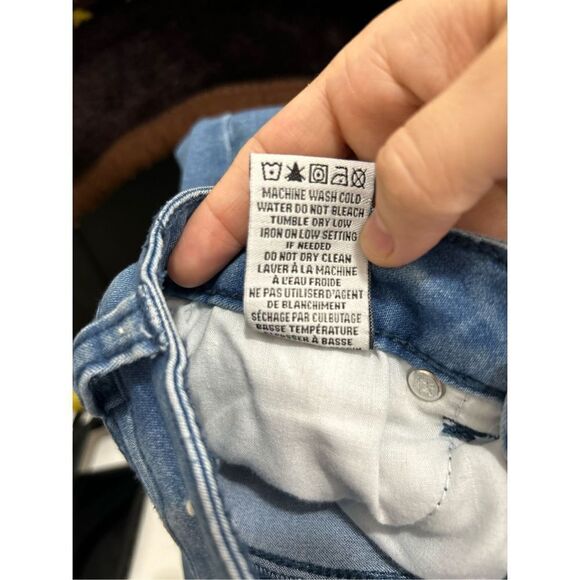 MACHINE WASH COLD
WATER DO NOT BLEACH
TUMBLE DRY LOW
IRON ON LOW SETTING
IF NEEDED
DO NOT DRY CLEAN
LAVER À LA MACHINE
À L'EAU FROIDE
NE PAS UTILISER D'AGENT
DE BLANCHIMENT
SÉCHAGE PAR CULBUTAGE
BASSE TEMPÉRATURE
À BASSE